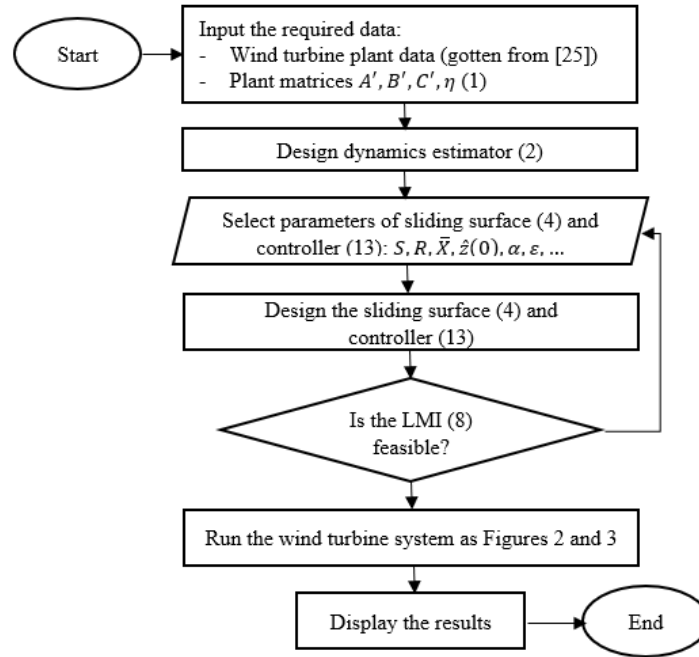 Start
Input the required data:
- Wind turbine plant data (gotten from [25])
- Plant matrices A′, B′, C′, η (1)
Design dynamics estimator (2)
Select parameters of sliding surface (4) and
controller (13): S, R, X̄, ẑ(0), α, ε, ...
Design the sliding surface (4) and
controller (13)
Is the LMI (8)
feasible?
Run the wind turbine system as Figures 2 and 3
Display the results
End